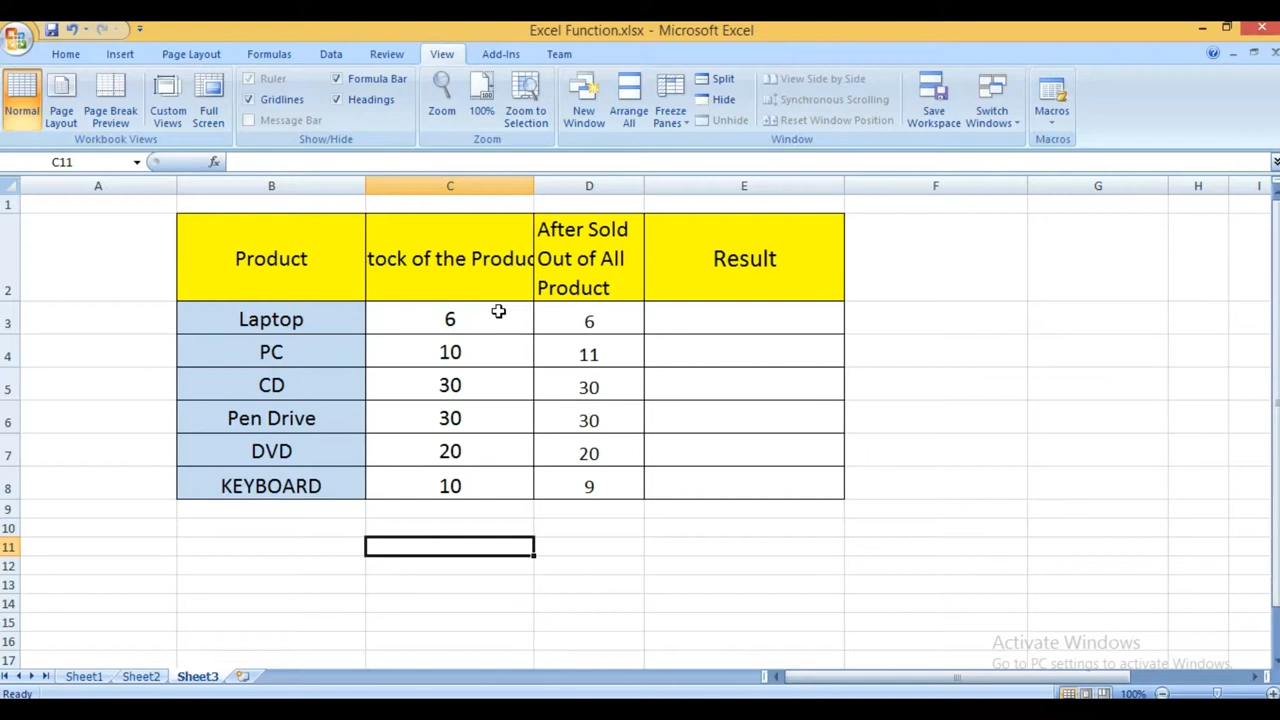 Excel Function.xlsx - Microsoft Excel
Home Insert Page Layout Formulas Data Review View Add-Ins Team
Normal
Page Layout
Page Break Preview
Custom Views
Full Screen
Workbook Views
Ruler
Formula Bar
Gridlines
Headings
Message Bar
Show/Hide
Zoom
100%
Zoom to Selection
Zoom
New Window
Arrange All
Freeze Panes
Split
Hide
Unhide
View Side by Side
Synchronous Scrolling
Reset Window Position
Save Workspace
Switch Windows
Window
Macros
Macros
C11 fx
A B C D E F G H I
1
2 Product tock of the Produc After Sold Out of All Product Result
3 Laptop 6 6
4 PC 10 11
5 CD 30 30
6 Pen Drive 30 30
7 DVD 20 20
8 KEYBOARD 10 9
9
10
11
12
13
14
15
16
17
Activate Windows
Go to PC settings to activate Windows.
Sheet1 Sheet2 Sheet3
Ready 100%